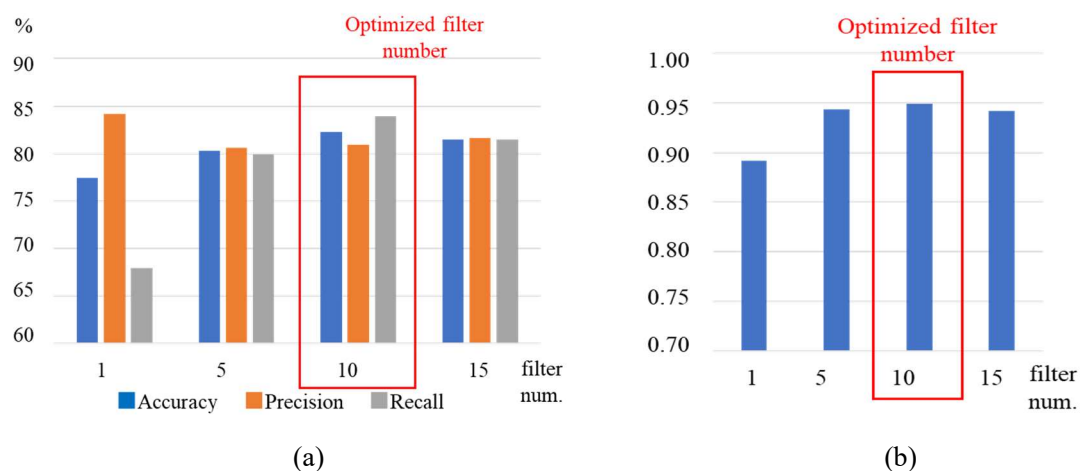 %
Optimized filter
number
90
85
80
75
70
65
60
1
5
10
15
filter
num.
Accuracy
Precision
Recall
(a)
Optimized filter
number
1.00
0.95
0.90
0.85
0.80
0.75
0.70
1
5
10
15
filter
num.
(b)